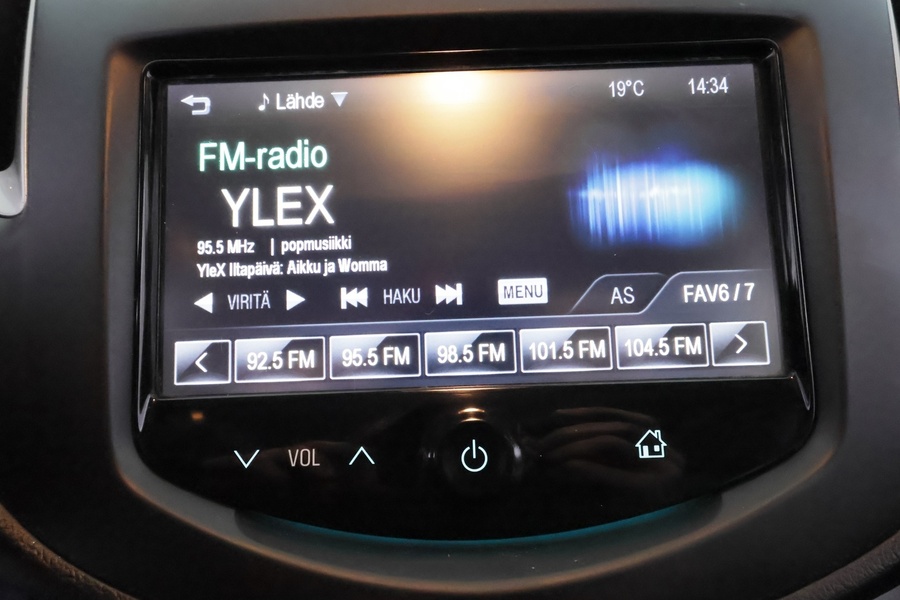 Lähde
19°C
14:34
FM-radio
YLEX
95.5 MHz | popmusiikki
YleX Iltapäivä: Aikku ja Womma
VIRITÄ
HAKU
MENU
AS
FAV6 / 7
92.5 FM
95.5 FM
98.5 FM
101.5 FM
104.5 FM
VOL